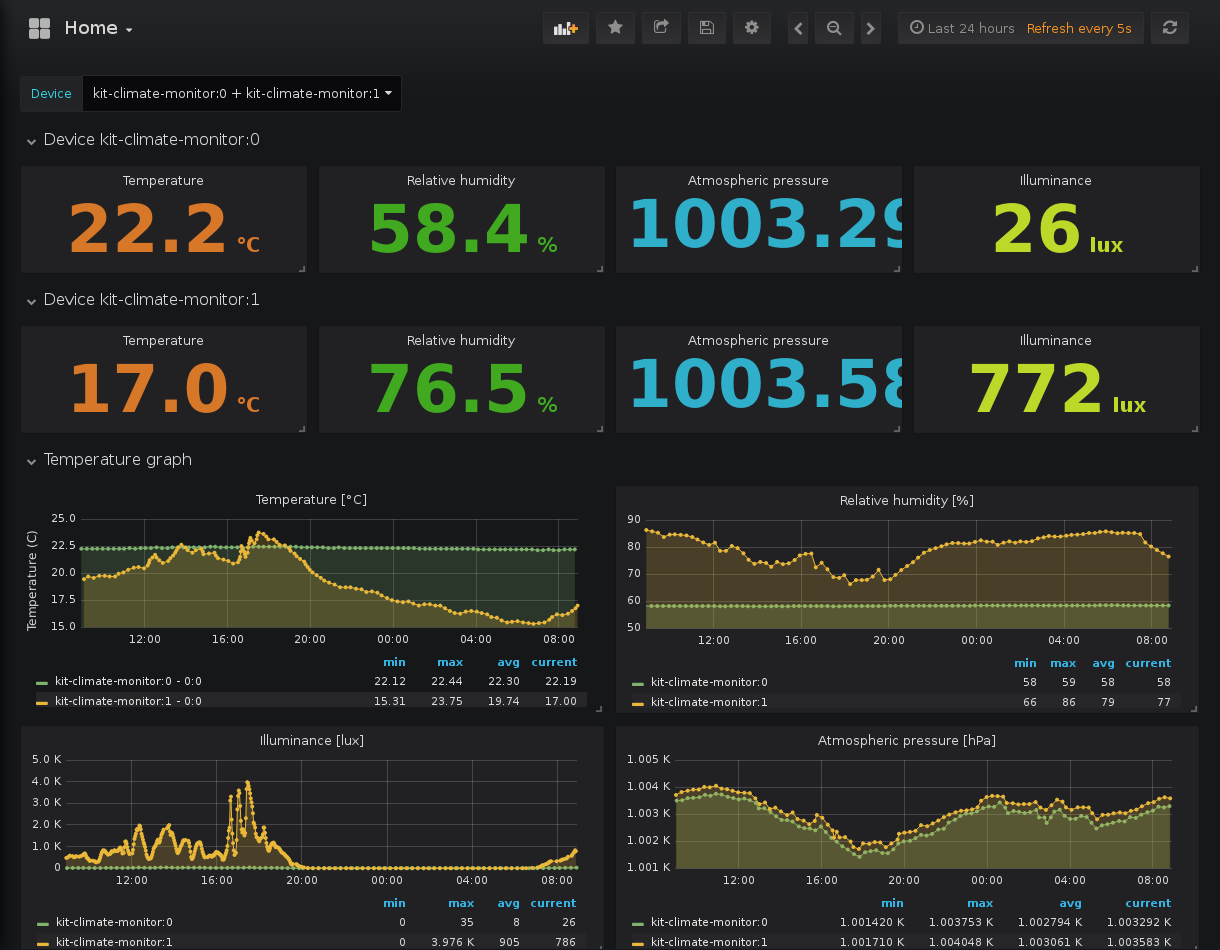 Home
Last 24 hours Refresh every 5s
Device kit-climate-monitor:0 + kit-climate-monitor:1
Device kit-climate-monitor:0
Temperature Relative humidity Atmospheric pressure Illuminance
22.2 °C 58.4 % 1003.29 26 lux
Device kit-climate-monitor:1
Temperature Relative humidity Atmospheric pressure Illuminance
17.0 °C 76.5 % 1003.58 772 lux
Temperature graph
Temperature [°C]
Temperature (C)
25.0
22.5
20.0
17.5
15.0
12:00 16:00 20:00 00:00 04:00 08:00
min max avg current
kit-climate-monitor:0 - 0:0 22.12 22.44 22.30 22.19
kit-climate-monitor:1 - 0:0 15.31 23.75 19.74 17.00
Relative humidity [%]
90
80
70
60
50
12:00 16:00 20:00 00:00 04:00 08:00
min max avg current
kit-climate-monitor:0 58 59 58 58
kit-climate-monitor:1 66 86 79 77
Illuminance [lux]
5.0 K
4.0 K
3.0 K
2.0 K
1.0 K
0
12:00 16:00 20:00 00:00 04:00 08:00
min max avg current
kit-climate-monitor:0 0 35 8 26
kit-climate-monitor:1 0 3.976 K 905 786
Atmospheric pressure [hPa]
1.005 K
1.004 K
1.003 K
1.002 K
1.001 K
12:00 16:00 20:00 00:00 04:00 08:00
min max avg current
kit-climate-monitor:0 1.001420 K 1.003753 K 1.002794 K 1.003292 K
kit-climate-monitor:1 1.001710 K 1.004048 K 1.003061 K 1.003583 K